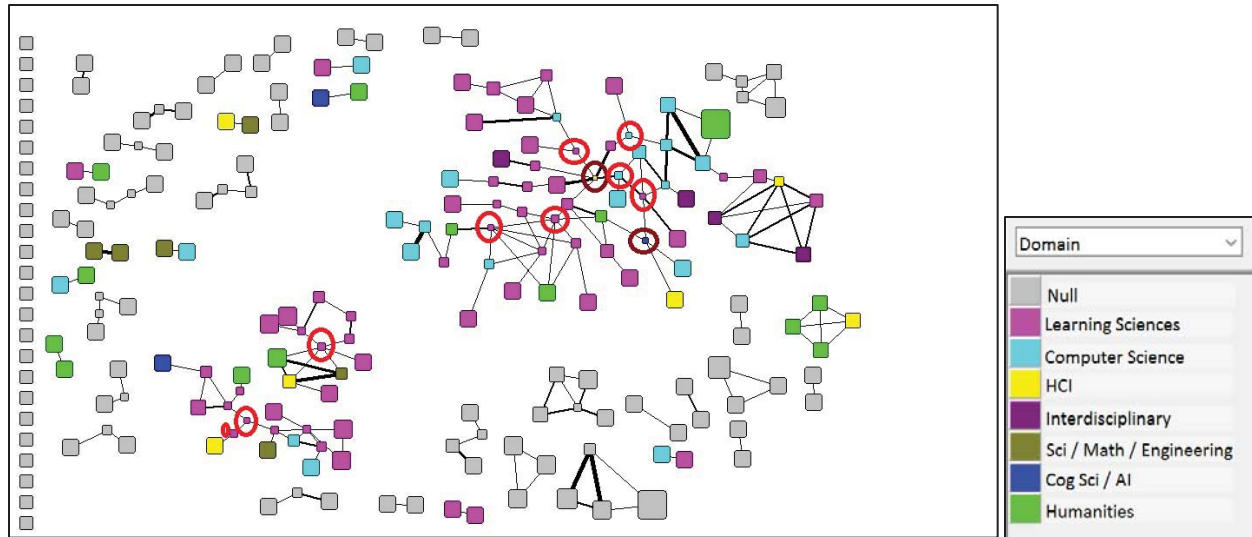 Domain
Null
Learning Sciences
Computer Science
HCI
Interdisciplinary
Sci / Math / Engineering
Cog Sci / AI
Humanities